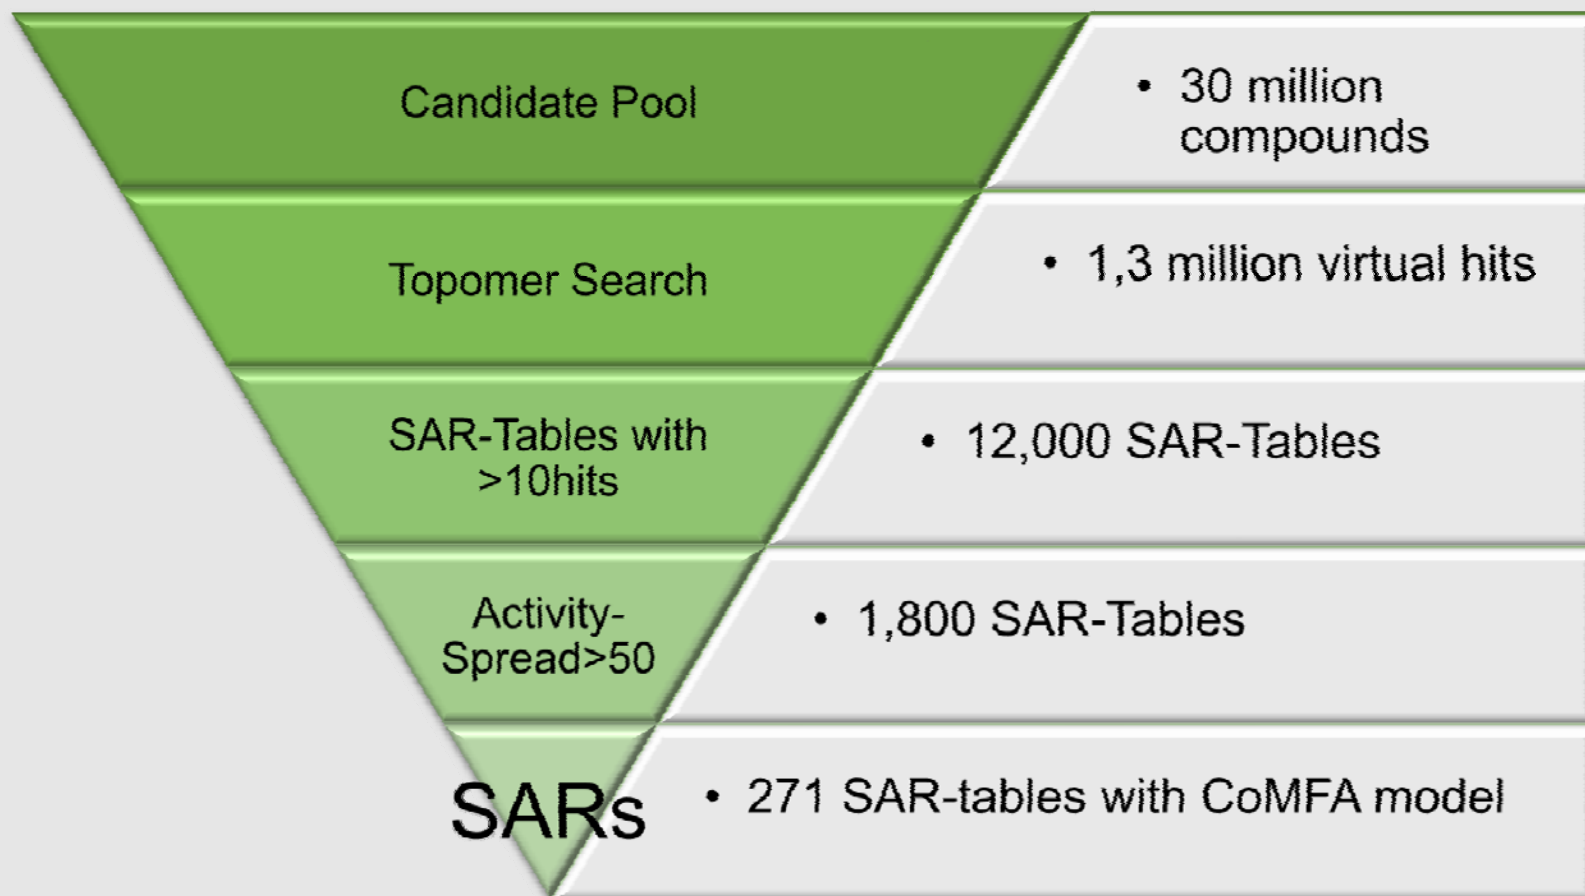 Candidate Pool
• 30 million
compounds
Topomer Search
• 1,3 million virtual hits
SAR-Tables with
>10hits
• 12,000 SAR-Tables
Activity-
Spread>50
• 1,800 SAR-Tables
SARs
• 271 SAR-tables with CoMFA model